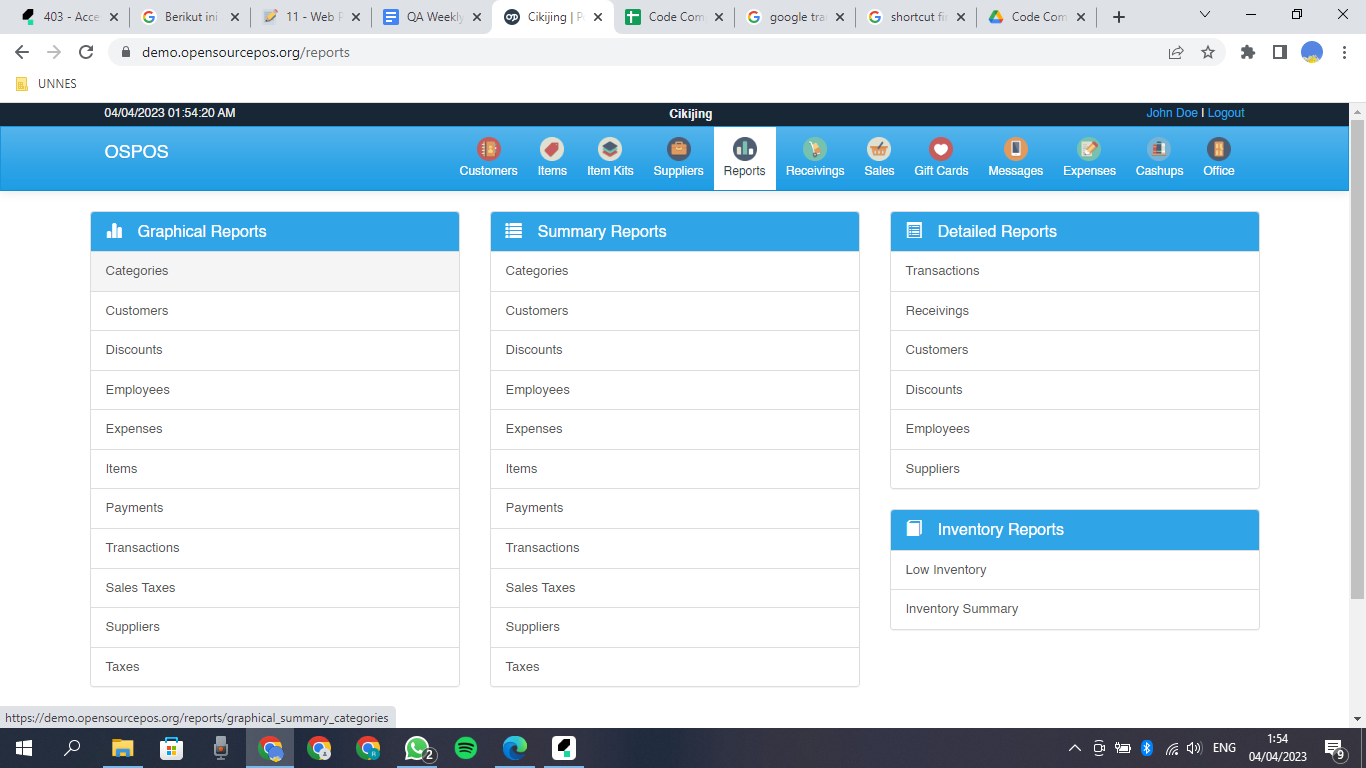 403 - Acce
Berikut ini
11 - Web P
QA Weekly
Cikijing | P
Code Com
google tra
shortcut fi
Code Com
demo.opensourcepos.org/reports
UNNES
04/04/2023 01:54:20 AM
Cikijing
John Doe | Logout
OSPOS
Customers
Items
Item Kits
Suppliers
Reports
Receivings
Sales
Gift Cards
Messages
Expenses
Cashups
Office
Graphical Reports
Categories
Customers
Discounts
Employees
Expenses
Items
Payments
Transactions
Sales Taxes
Suppliers
Taxes
Summary Reports
Categories
Customers
Discounts
Employees
Expenses
Items
Payments
Transactions
Sales Taxes
Suppliers
Taxes
Detailed Reports
Transactions
Receivings
Customers
Discounts
Employees
Suppliers
Inventory Reports
Low Inventory
Inventory Summary
https://demo.opensourcepos.org/reports/graphical_summary_categories
2
ENG
1:54
04/04/2023
9